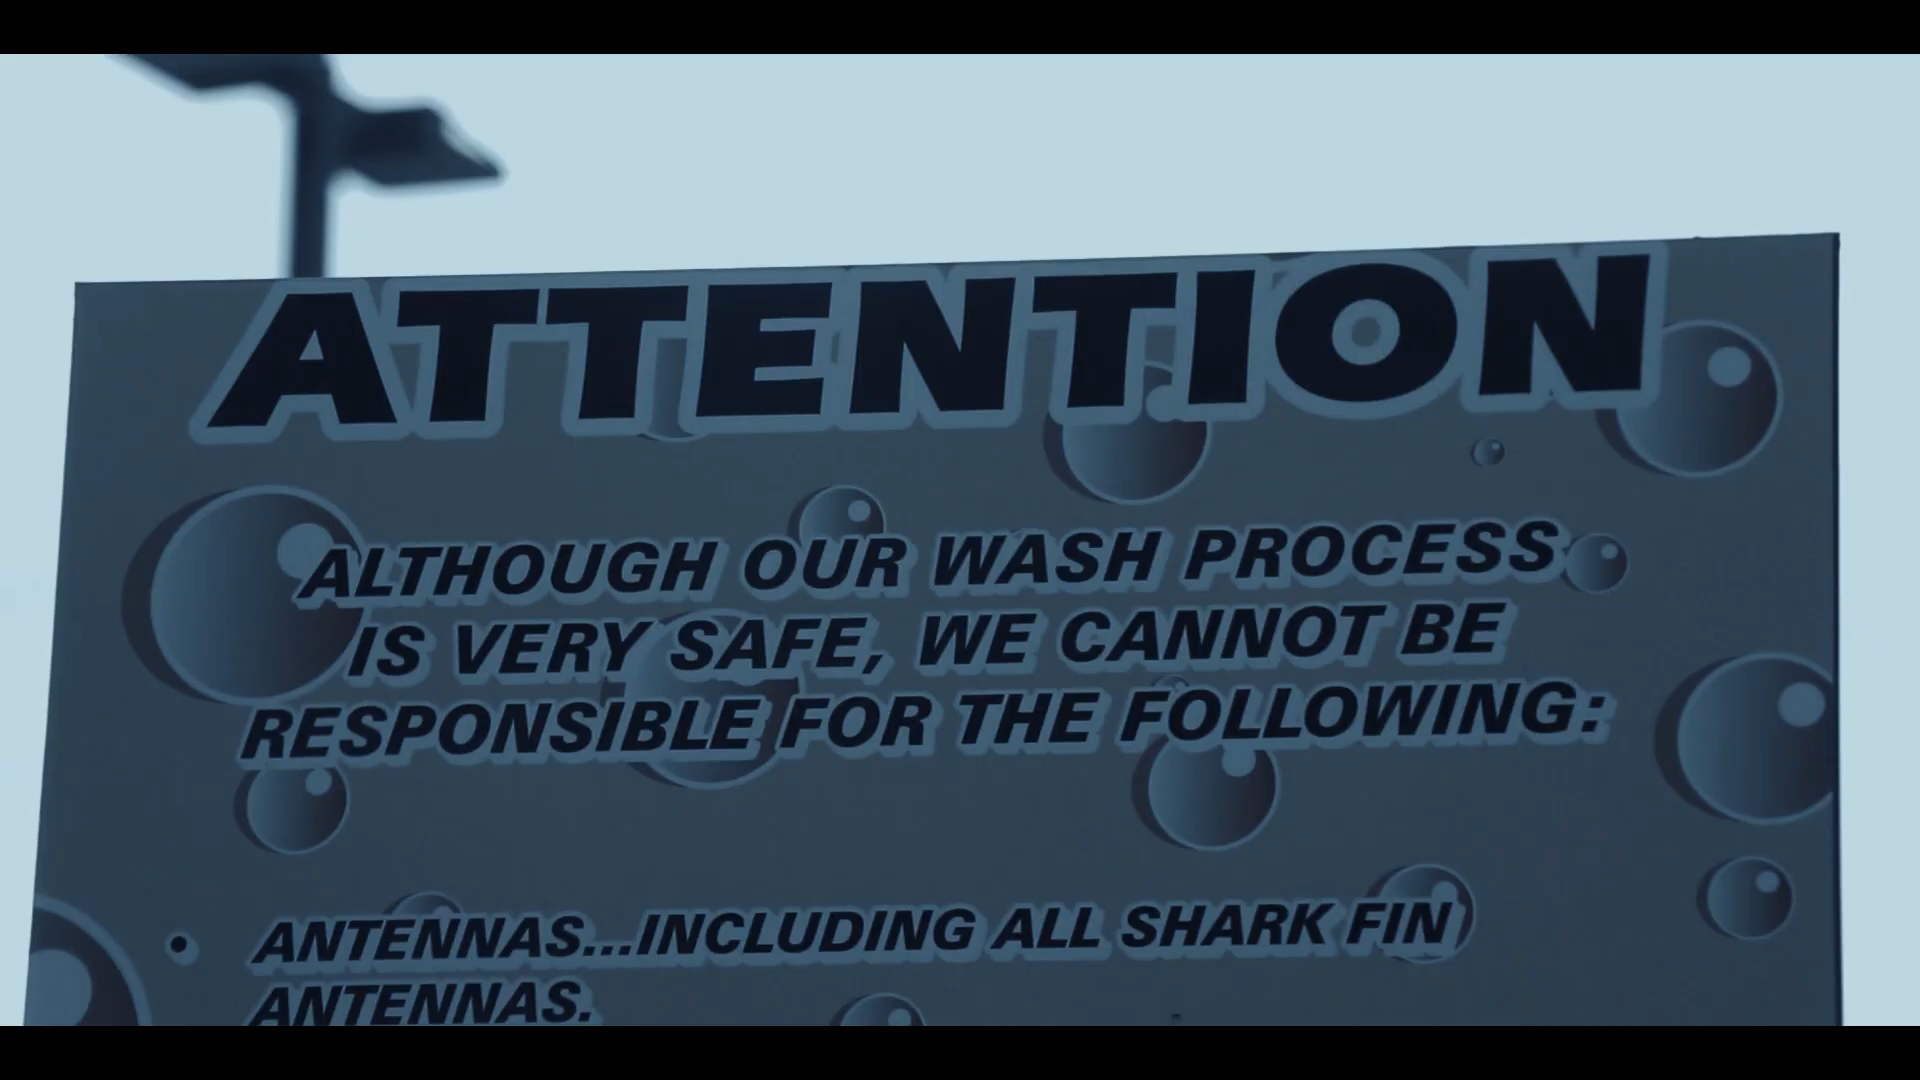 ATTENTION
ALTHOUGH OUR WASH PROCESS
IS VERY SAFE, WE CANNOT BE
RESPONSIBLE FOR THE FOLLOWING:
• ANTENNAS...INCLUDING ALL SHARK FIN
ANTENNAS.